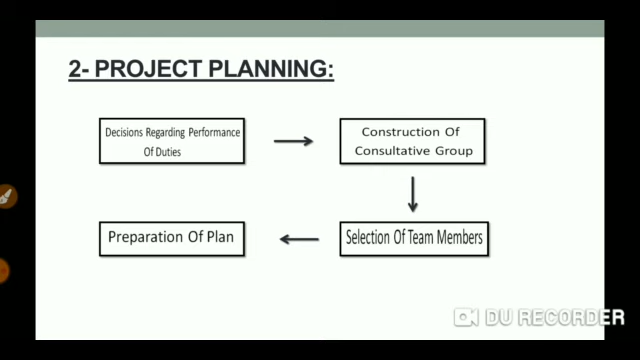 2- PROJECT PLANNING:
Decisions Regarding Performance
Of Duties
Construction Of
Consultative Group
Selection Of Team Members
Preparation Of Plan
DU RECORDER